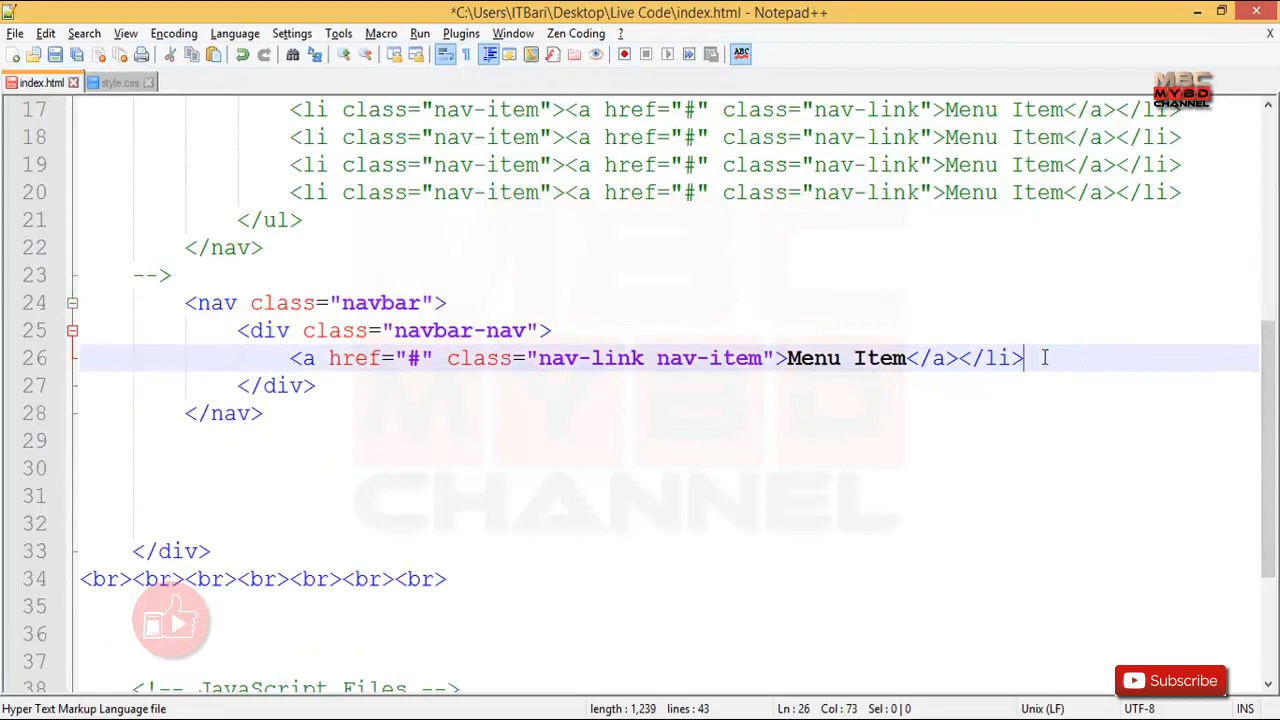 *C:\Users\ITBari\Desktop\Live Code\index.html - Notepad++
File Edit Search View Encoding Language Settings Tools Macro Run Plugins Window Zen Coding ? X
index.html style.css
MBC
MYBD
CHANNEL
17 <li class="nav-item"><a href="#" class="nav-link">Menu Item</a></li>
18 <li class="nav-item"><a href="#" class="nav-link">Menu Item</a></li>
19 <li class="nav-item"><a href="#" class="nav-link">Menu Item</a></li>
20 <li class="nav-item"><a href="#" class="nav-link">Menu Item</a></li>
21 </ul>
22 </nav>
23 -->
24 <nav class="navbar">
25 <div class="navbar-nav">
26 <a href="#" class="nav-link nav-item">Menu Item</a></li>
27 </div>
28 </nav>
29
30
31
32
33 </div>
34 <br><br><br><br><br><br><br>
35
36
37
38 <!-- JavaScript Files -->
MBC
MYBD
CHANNEL
Subscribe
Hyper Text Markup Language file length : 1,239 lines : 43 Ln : 26 Col : 73 Sel : 0 | 0 Unix (LF) UTF-8 INS